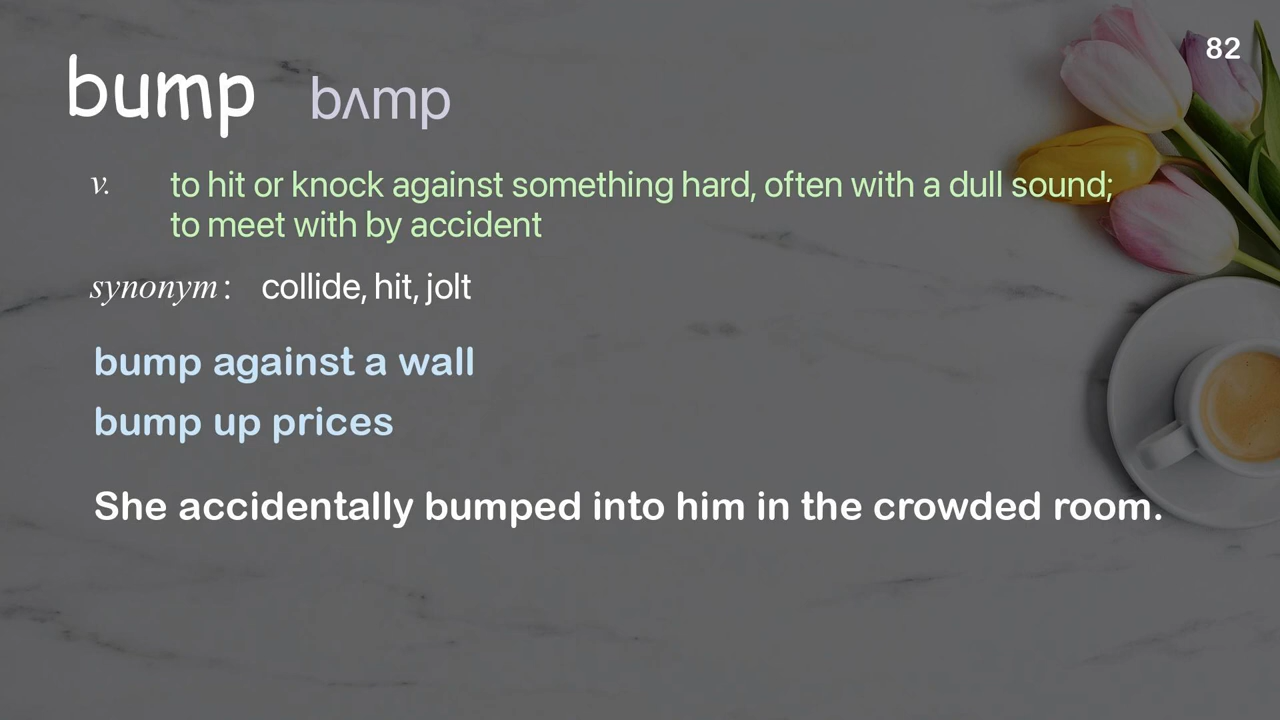 82
bump bʌmp
v. to hit or knock against something hard, often with a dull sound;
to meet with by accident
synonym: collide, hit, jolt
bump against a wall
bump up prices
She accidentally bumped into him in the crowded room.